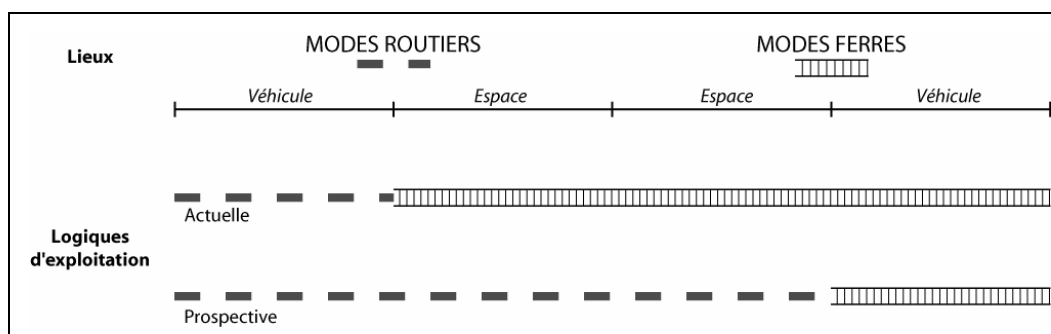 Lieux
MODES ROUTIERS
MODES FERRES
Véhicule
Espace
Espace
Véhicule
Actuelle
Logiques
d'exploitation
Prospective